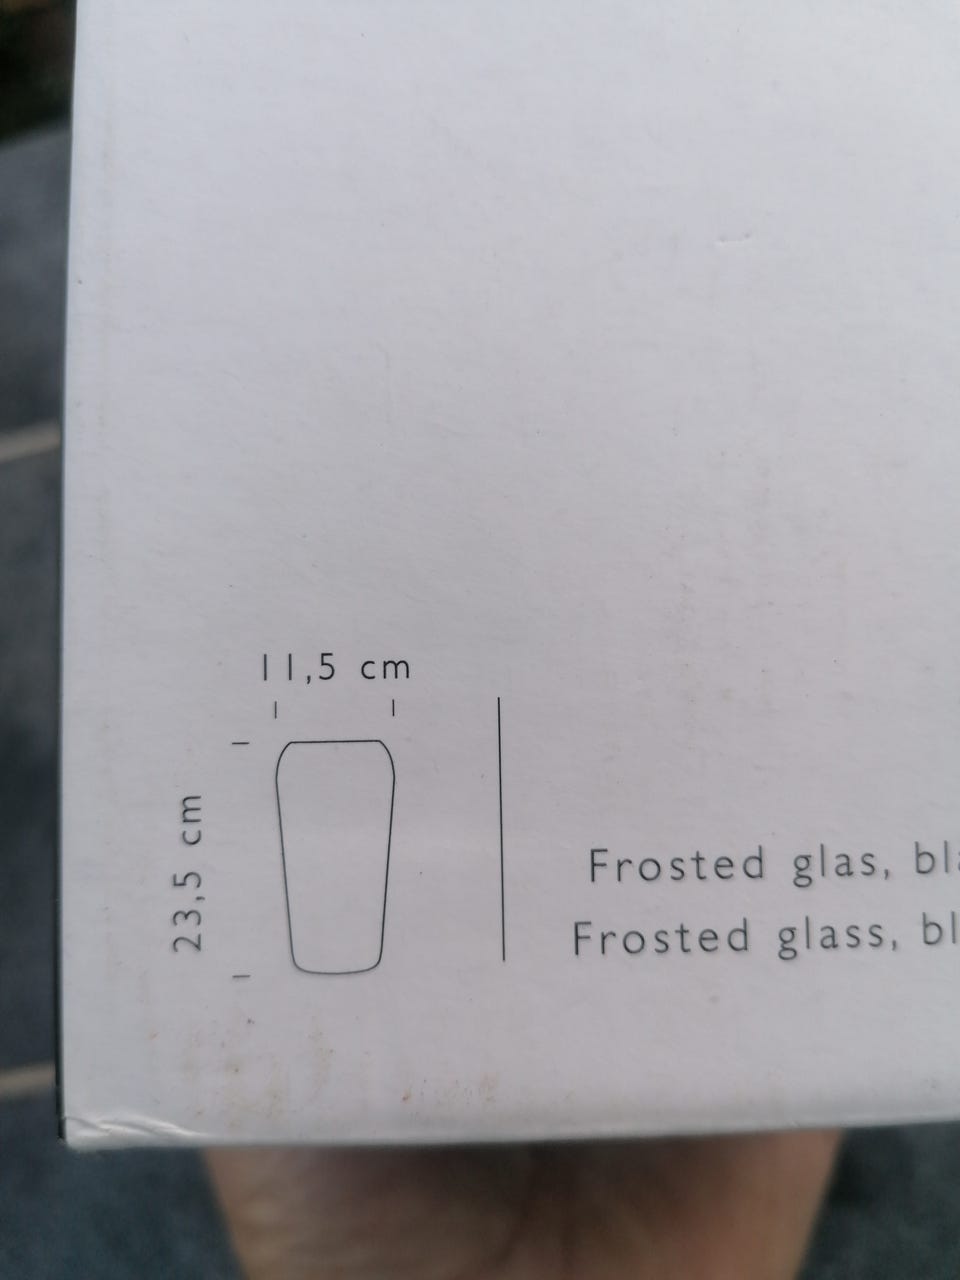 11,5 cm
23,5 cm
Frosted glas,
Frosted glass,